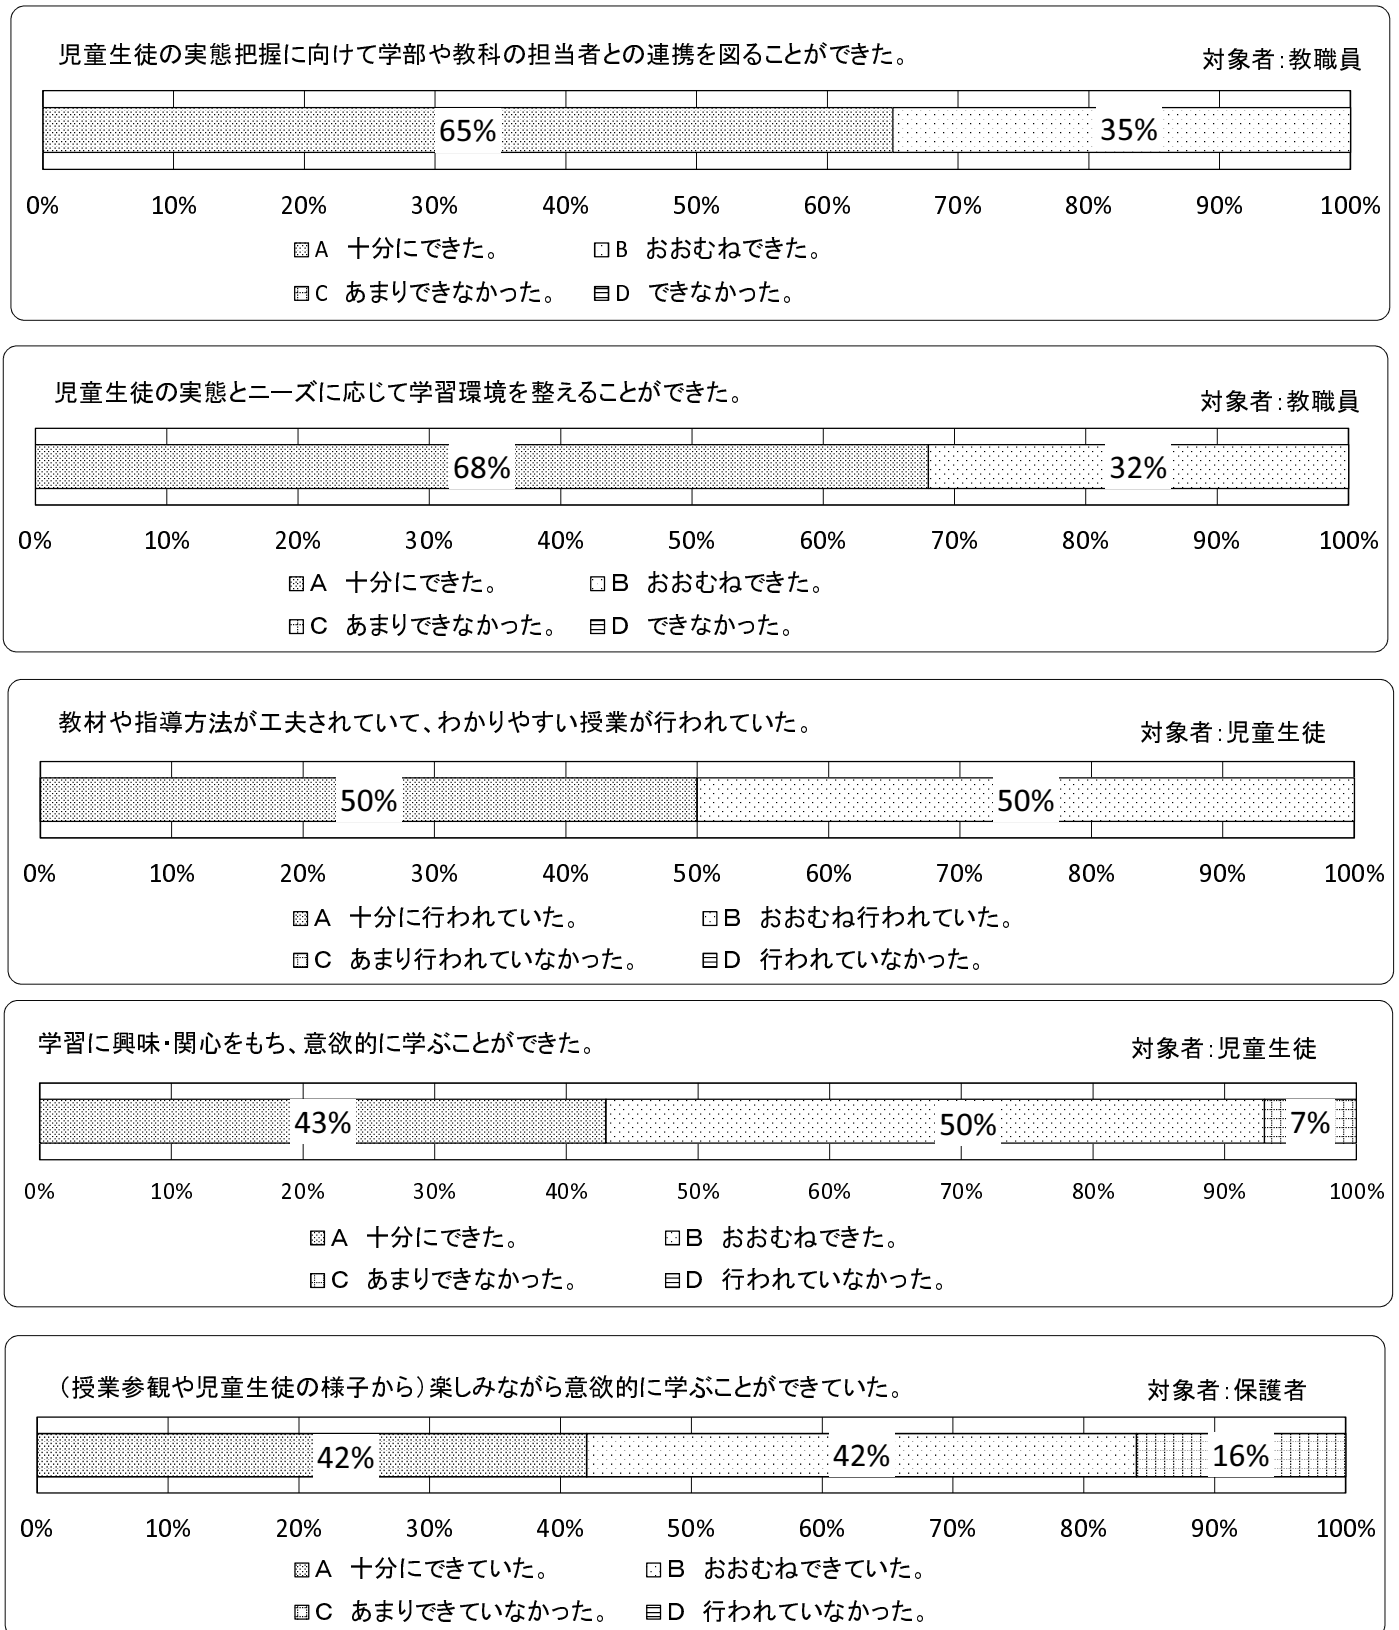 児童生徒の実態把握に向けて学部や教科の担当者との連携を図ることができた。 対象者：教職員
65% 35%
0% 10% 20% 30% 40% 50% 60% 70% 80% 90% 100%
A 十分にできた。 B おおむねできた。
C あまりできなかった。 D できなかった。
児童生徒の実態とニーズに応じて学習環境を整えることができた。 対象者：教職員
68% 32%
0% 10% 20% 30% 40% 50% 60% 70% 80% 90% 100%
A 十分にできた。 B おおむねできた。
C あまりできなかった。 D できなかった。
教材や指導方法が工夫されていて、わかりやすい授業が行われていた。 対象者：児童生徒
50% 50%
0% 10% 20% 30% 40% 50% 60% 70% 80% 90% 100%
A 十分に行われていた。 B おおむね行われていた。
C あまり行われていなかった。 D 行われていなかった。
学習に興味・関心をもち、意欲的に学ぶことができた。 対象者：児童生徒
43% 50% 7%
0% 10% 20% 30% 40% 50% 60% 70% 80% 90% 100%
A 十分にできた。 B おおむねできた。
C あまりできなかった。 D 行われていなかった。
（授業参観や児童生徒の様子から）楽しみながら意欲的に学ぶことができていた。 対象者：保護者
42% 42% 16%
0% 10% 20% 30% 40% 50% 60% 70% 80% 90% 100%
A 十分にできていた。 B おおむねできていた。
C あまりできていなかった。 D 行われていなかった。